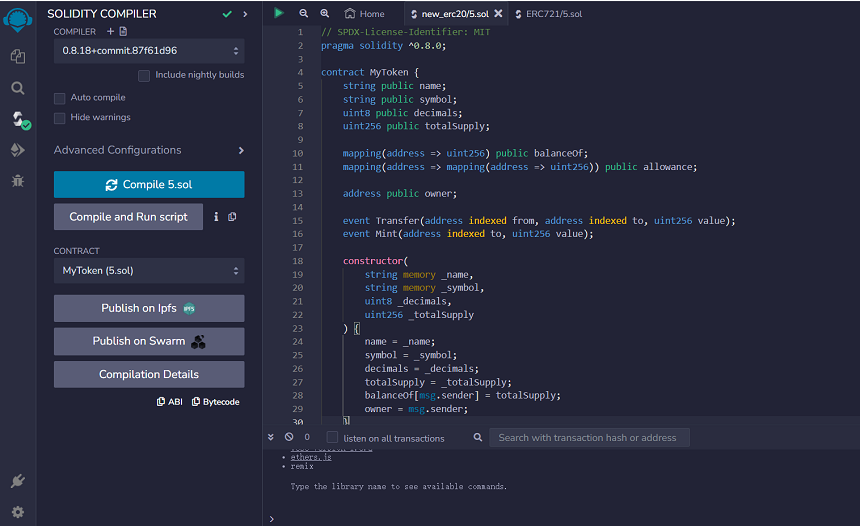 SOLIDITY COMPILER
COMPILER
0.8.18+commit.87f61d96
Include nightly builds
Auto compile
Hide warnings
Advanced Configurations
Compile 5.sol
Compile and Run script
i
CONTRACT
MyToken (5.sol)
Publish on Ipfs
IPFS
Publish on Swarm
Compilation Details
ABI
Bytecode
Home
new_erc20/5.sol
ERC721/5.sol
1 // SPDX-License-Identifier: MIT
2 pragma solidity ^0.8.0;
3
4 contract MyToken {
5 string public name;
6 string public symbol;
7 uint8 public decimals;
8 uint256 public totalSupply;
9
10 mapping(address => uint256) public balanceOf;
11 mapping(address => mapping(address => uint256)) public allowance;
12
13 address public owner;
14
15 event Transfer(address indexed from, address indexed to, uint256 value);
16 event Mint(address indexed to, uint256 value);
17
18 constructor(
19 string memory _name,
20 string memory _symbol,
21 uint8 _decimals,
22 uint256 _totalSupply
23 ) {
24 name = _name;
25 symbol = _symbol;
26 decimals = _decimals;
27 totalSupply = _totalSupply;
28 balanceOf[msg.sender] = totalSupply;
29 owner = msg.sender;
30 }
0
listen on all transactions
Search with transaction hash or address
• ethers.js
• remix
Type the library name to see available commands.
>